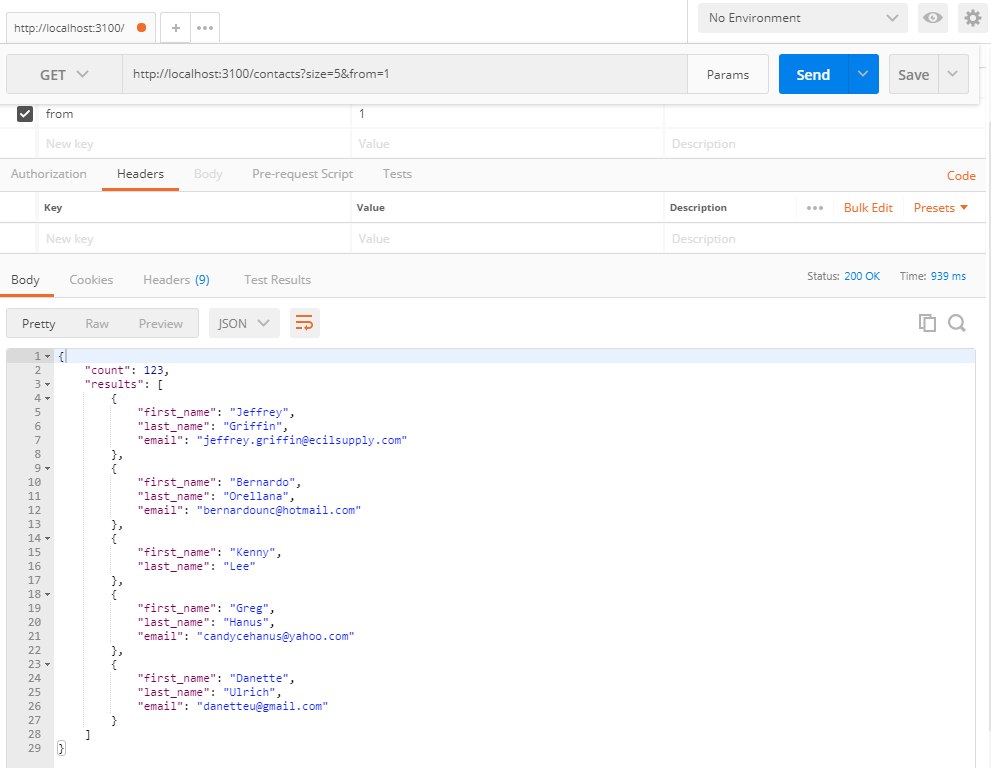 http://localhost:3100/ + ••• No Environment
GET http://localhost:3100/contacts?size=5&from=1 Params Send Save
from 1
New key Value Description
Authorization Headers Body Pre-request Script Tests Code
Key Value Description ••• Bulk Edit Presets
New key Value Description
Body Cookies Headers (9) Test Results Status: 200 OK Time: 939 ms
Pretty Raw Preview JSON
1 {
2 "count": 123,
3 "results": [
4 {
5 "first_name": "Jeffrey",
6 "last_name": "Griffin",
7 "email": "jeffrey.griffin@ecilsupply.com"
8 },
9 {
10 "first_name": "Bernardo",
11 "last_name": "Orellana",
12 "email": "bernardounc@hotmail.com"
13 },
14 {
15 "first_name": "Kenny",
16 "last_name": "Lee"
17 },
18 {
19 "first_name": "Greg",
20 "last_name": "Hanus",
21 "email": "candycehanus@yahoo.com"
22 },
23 {
24 "first_name": "Danette",
25 "last_name": "Ulrich",
26 "email": "danetteu@gmail.com"
27 }
28 ]
29 }